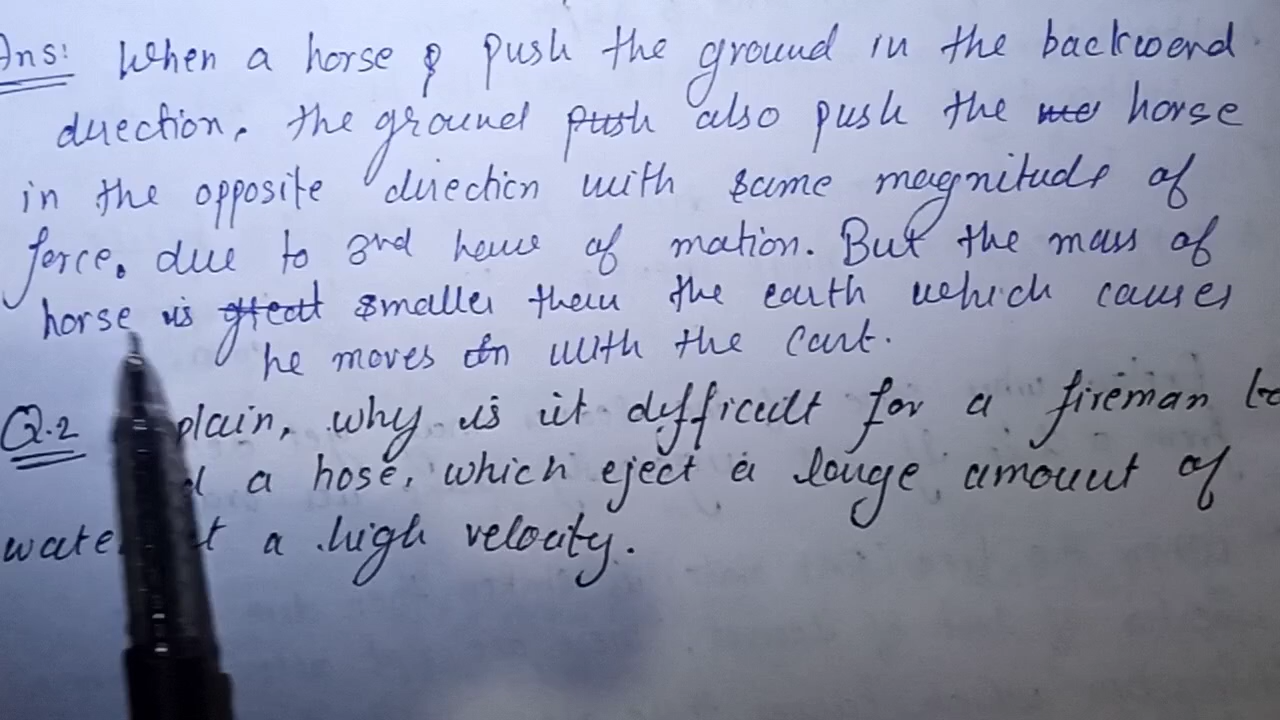 Ans: When a horse push the ground in the backword
direction. the ground push also push the horse
in the opposite direction with same magnitude of
force. due to 3rd of motion. But the mass of
horse is great smaller than the earth which causes
he moves with the cart.
Q.2 plain, why is it difficult for a fireman to
a hose, which eject a large amount of
wate t a high velocity.